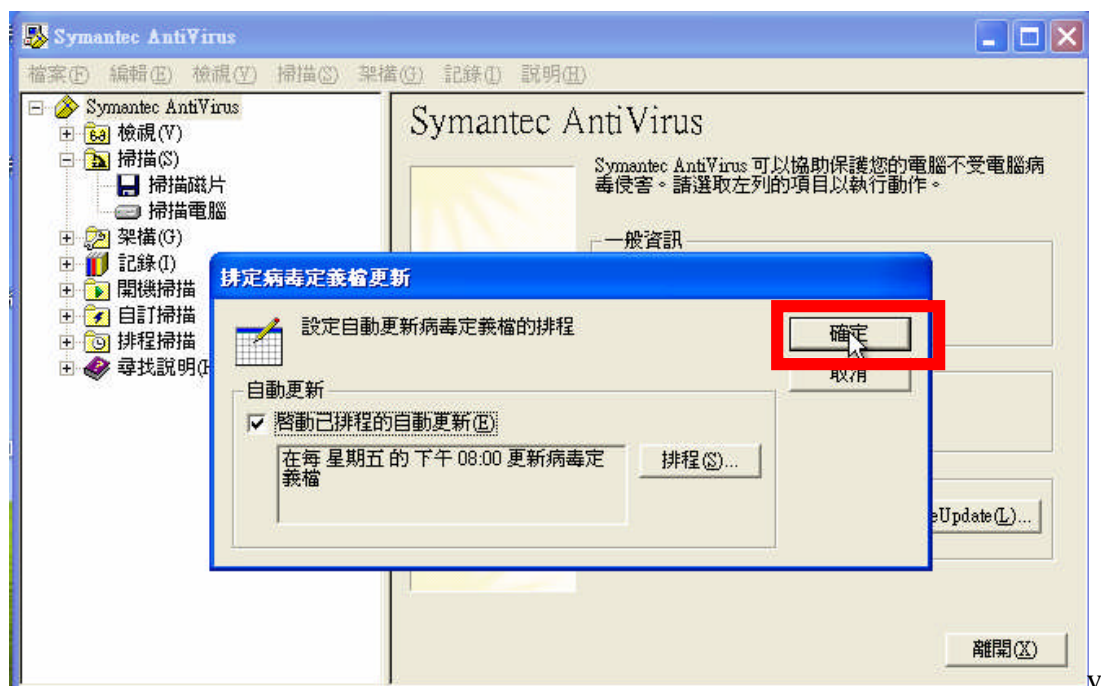 Symantec AntiVirus
檔案(F) 編輯(E) 檢視(V) 掃描(S) 架構(G) 記錄(I) 說明(H)
Symantec AntiVirus
檢視(V)
掃描(S)
掃描磁片
掃描電腦
架構(G)
記錄(I)
開機掃描
自訂掃描
排程掃描
尋找說明(H
Symantec AntiVirus
Symantec AntiVirus 可以協助保護您的電腦不受電腦病
毒侵害。請選取左列的項目以執行動作。
一般資訊
排定病毒定義檔更新
設定自動更新病毒定義檔的排程
確定
取消
自動更新
啟動已排程的自動更新(E)
在每 星期五 的 下午 08:00 更新病毒定
義檔
排程(S)...
eUpdate(L)...
離開(X)
v